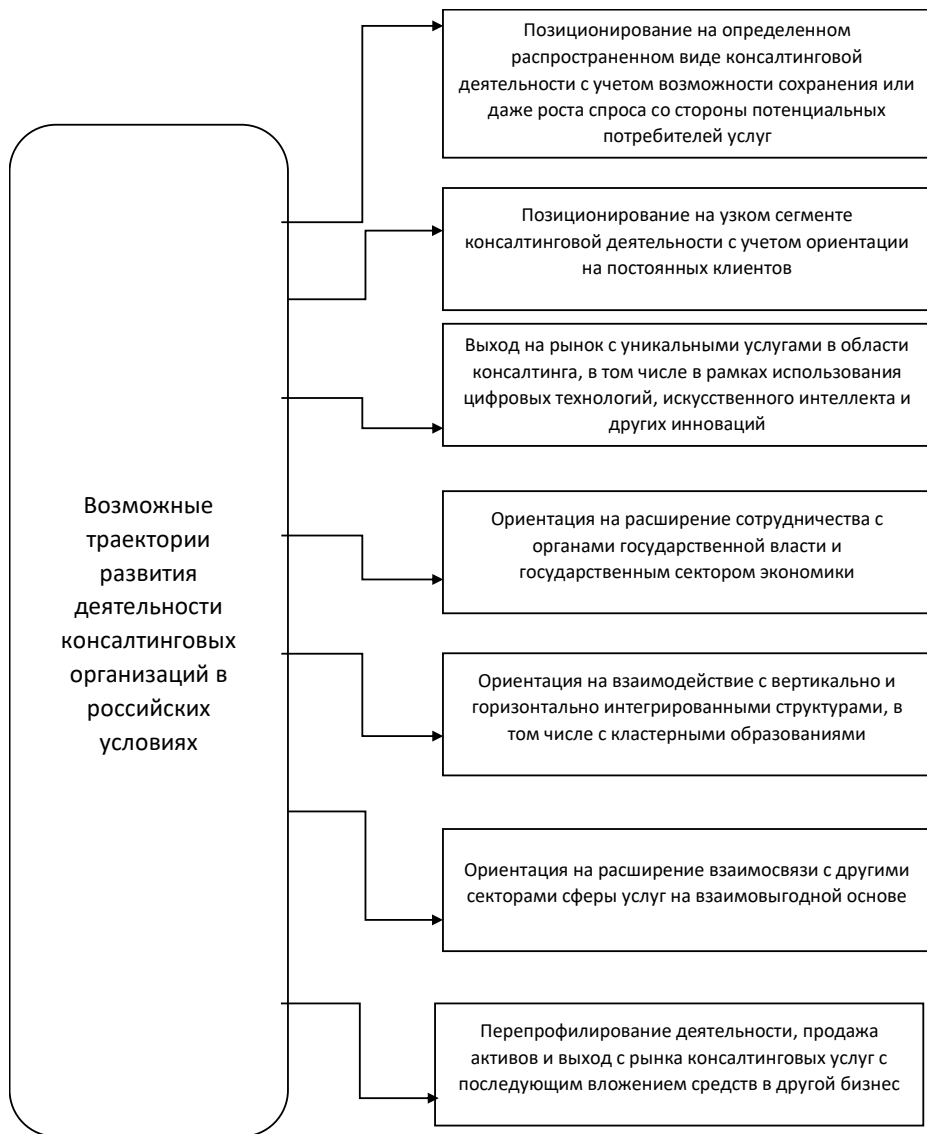 Возможные
траектории
развития
деятельности
консалтинговых
организаций в
российских
условиях
Позиционирование на определенном
распространенном виде консалтинговой
деятельности с учетом возможности сохранения или
даже роста спроса со стороны потенциальных
потребителей услуг
Позиционирование на узком сегменте
консалтинговой деятельности с учетом ориентации
на постоянных клиентов
Выход на рынок с уникальными услугами в области
консалтинга, в том числе в рамках использования
цифровых технологий, искусственного интеллекта и
других инноваций
Ориентация на расширение сотрудничества с
органами государственной власти и
государственным сектором экономики
Ориентация на взаимодействие с вертикально и
горизонтально интегрированными структурами, в
том числе с кластерными образованиями
Ориентация на расширение взаимосвязи с другими
секторами сферы услуг на взаимовыгодной основе
Перепрофилирование деятельности, продажа
активов и выход с рынка консалтинговых услуг с
последующим вложением средств в другой бизнес